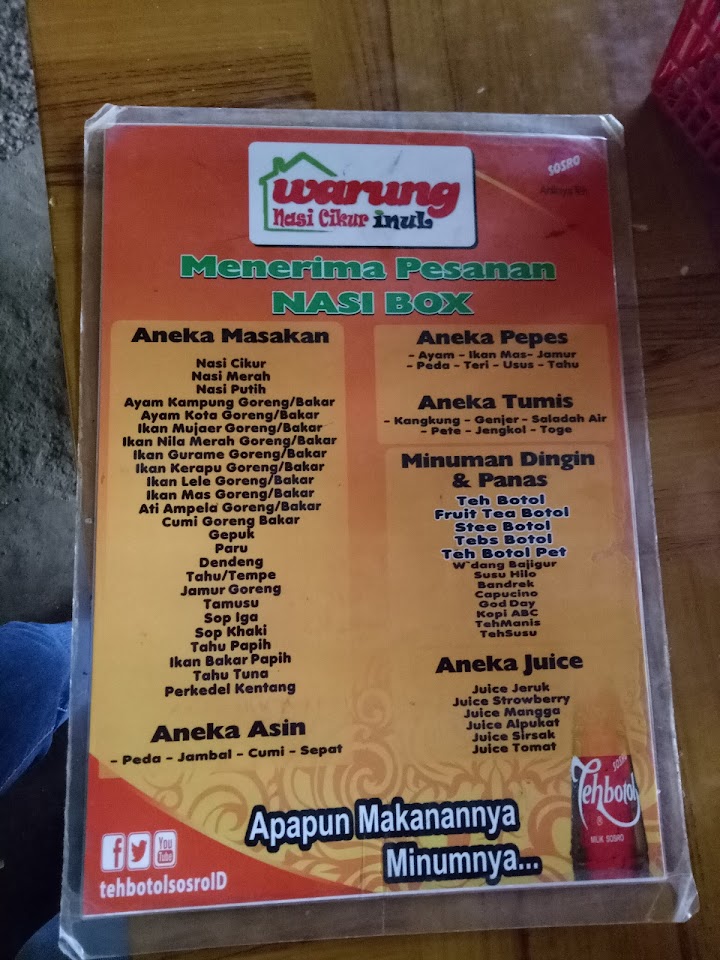 warung
Nasi Cikur inuL
SOSRO
Ahlinya Teh
Menerima Pesanan
NASI BOX
Aneka Masakan
Nasi Cikur
Nasi Merah
Nasi Putih
Ayam Kampung Goreng/Bakar
Ayam Kota Goreng/Bakar
Ikan Mujaer Goreng/Bakar
Ikan Nila Merah Goreng/Bakar
Ikan Gurame Goreng/Bakar
Ikan Kerapu Goreng/Bakar
Ikan Lele Goreng/Bakar
Ikan Mas Goreng/Bakar
Ati Ampela Goreng/Bakar
Cumi Goreng Bakar
Gepuk
Paru
Dendeng
Tahu/Tempe
Jamur Goreng
Tamusu
Sop Iga
Sop Khaki
Tahu Papih
Ikan Bakar Papih
Tahu Tuna
Perkedel Kentang
Aneka Asin
- Peda - Jambal - Cumi - Sepat
Aneka Pepes
- Ayam - Ikan Mas- Jamur
- Peda - Teri - Usus - Tahu
Aneka Tumis
- Kangkung - Genjer - Saladah Air
- Pete - Jengkol - Toge
Minuman Dingin
& Panas
Teh Botol
Fruit Tea Botol
Stee Botol
Tebs Botol
Teh Botol Pet
W`dang Bajigur
Susu Hilo
Bandrek
Capucino
God Day
Kopi ABC
TehManis
TehSusu
Aneka Juice
Juice Jeruk
Juice Strowberry
Juice Mangga
Juice Alpukat
Juice Sirsak
Juice Tomat
SOSRO
Tehbotol
MILIK SOSRO
Apapun Makanannya
Minumnya...
f
You
Tube
tehbotolsosroID